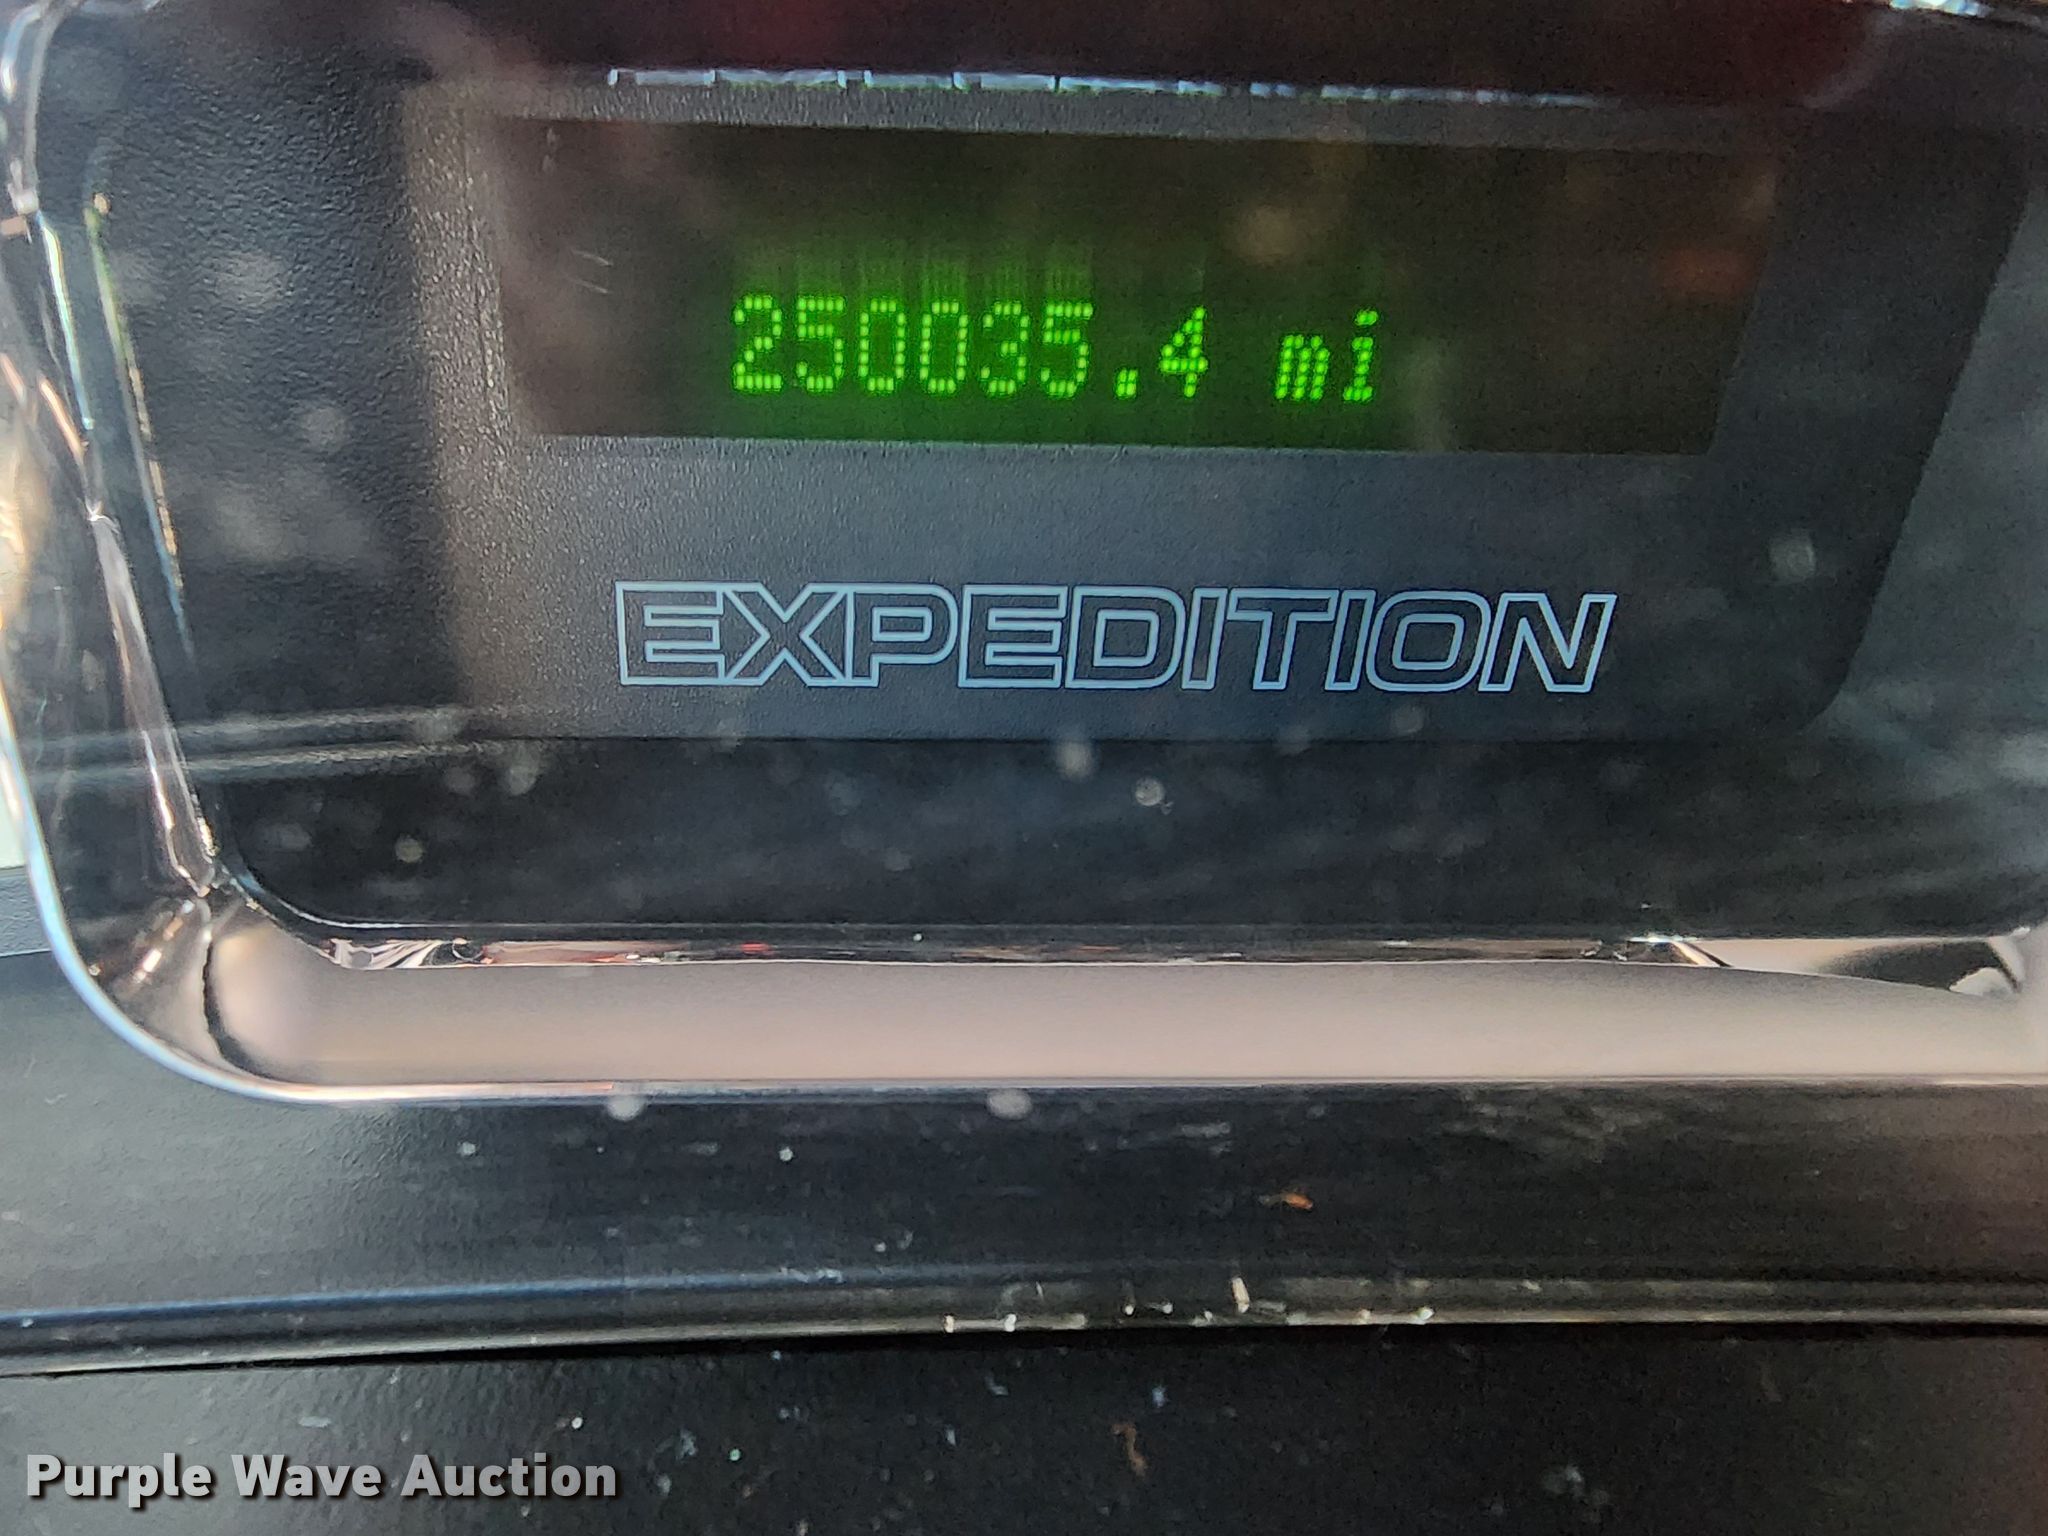 250035.4 mi
EXPEDITION
Purple Wave Auction